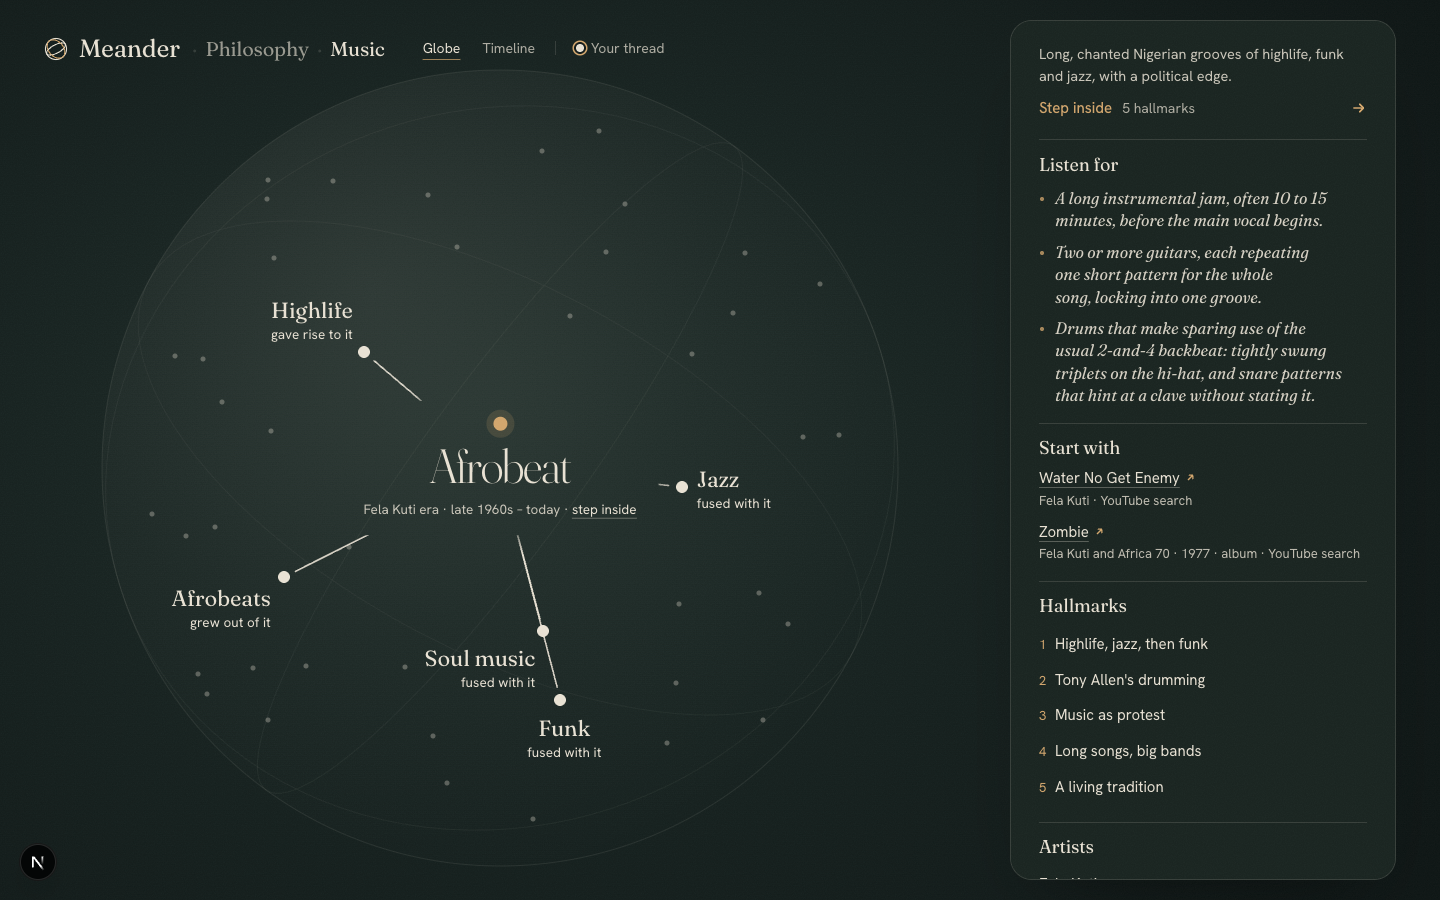 Meander · Philosophy · Music
Globe Timeline Your thread
Highlife
gave rise to it
Afrobeat
Fela Kuti era · late 1960s – today · step inside
Jazz
fused with it
Afrobeats
grew out of it
Soul music
fused with it
Funk
fused with it
N
Long, chanted Nigerian grooves of highlife, funk
and jazz, with a political edge.
Step inside 5 hallmarks →
Listen for
• A long instrumental jam, often 10 to 15
minutes, before the main vocal begins.
• Two or more guitars, each repeating
one short pattern for the whole
song, locking into one groove.
• Drums that make sparing use of the
usual 2-and-4 backbeat: tightly swung
triplets on the hi-hat, and snare patterns
that hint at a clave without stating it.
Start with
Water No Get Enemy ↗
Fela Kuti · YouTube search
Zombie ↗
Fela Kuti and Africa 70 · 1977 · album · YouTube search
Hallmarks
1 Highlife, jazz, then funk
2 Tony Allen's drumming
3 Music as protest
4 Long songs, big bands
5 A living tradition
Artists